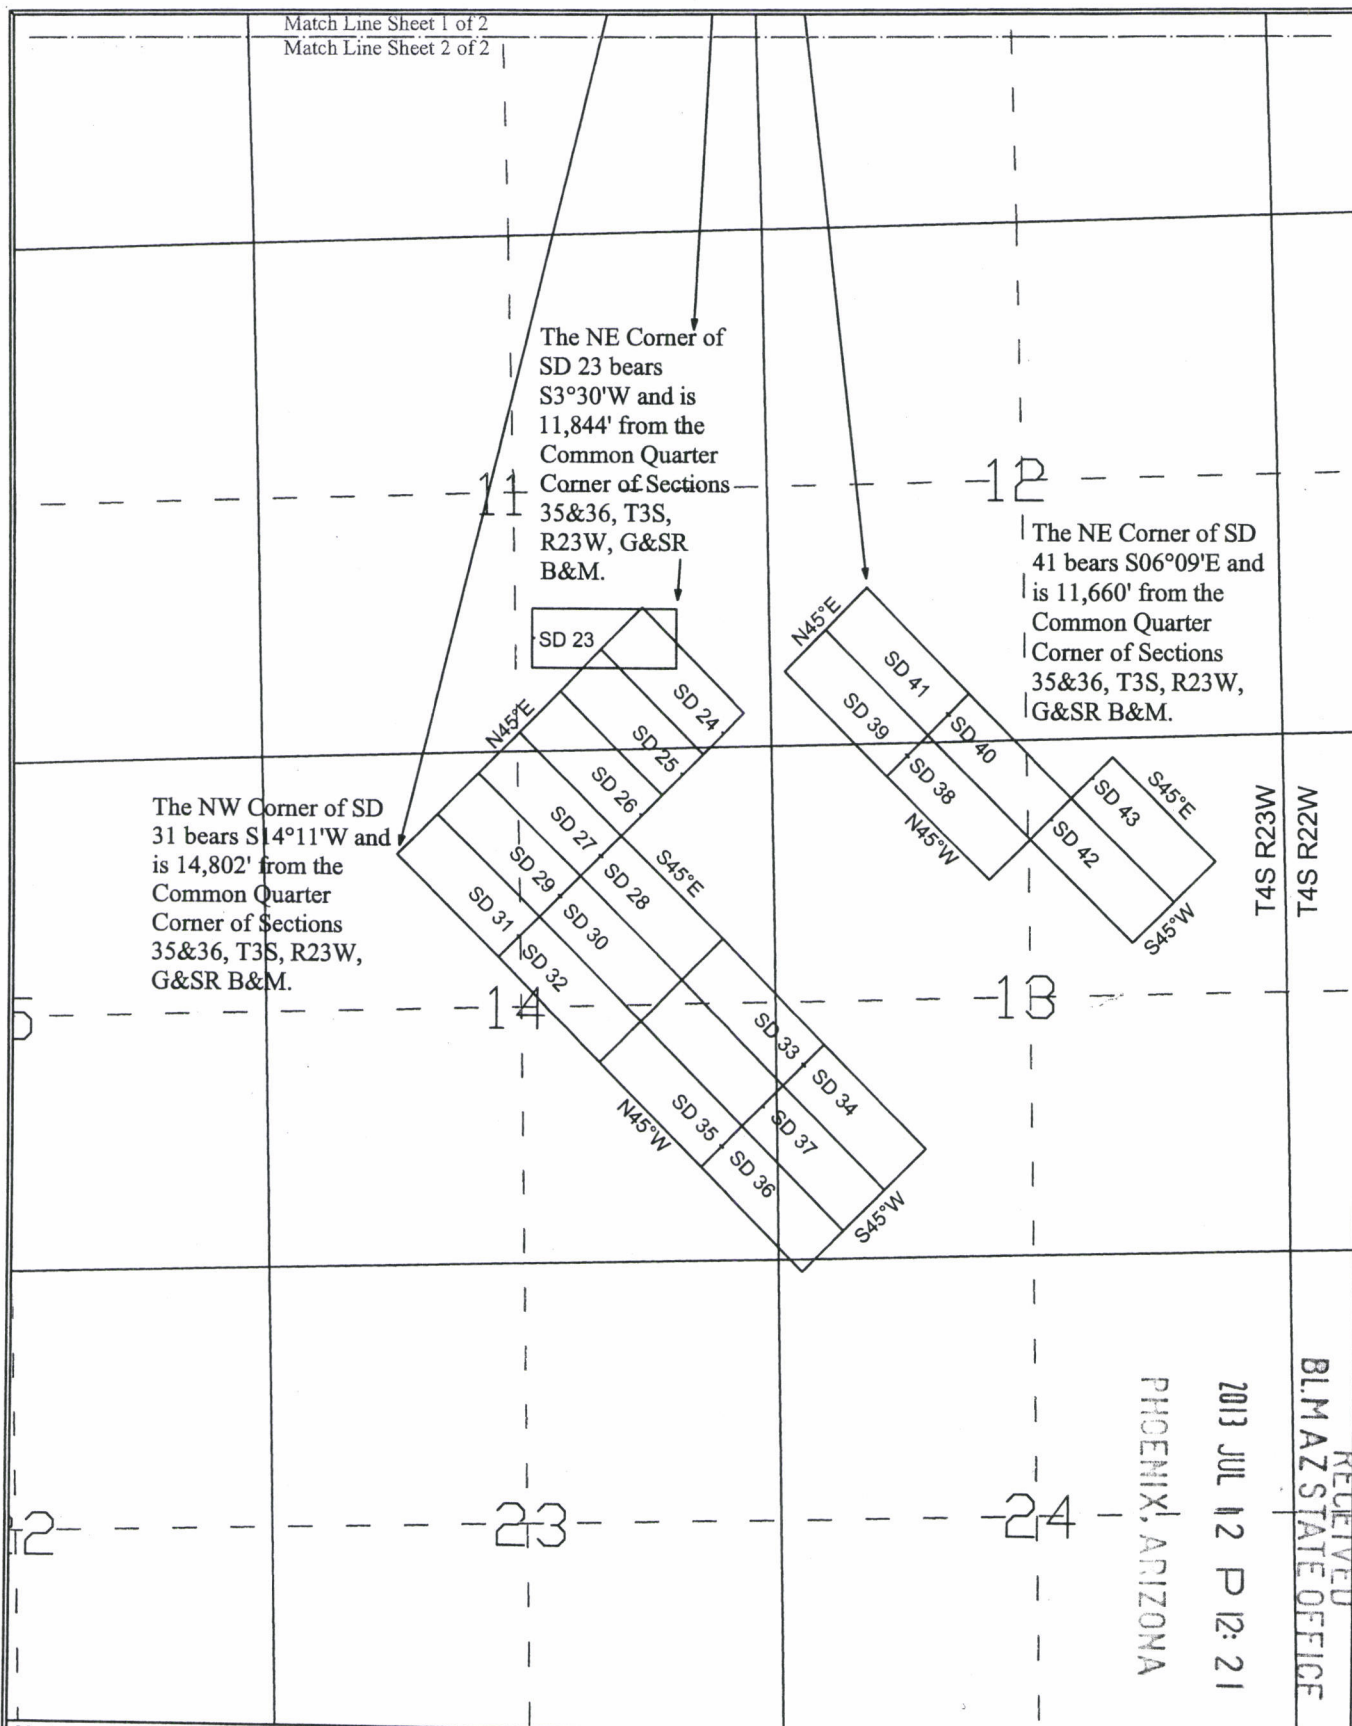 Match Line Sheet 1 of 2
Match Line Sheet 2 of 2
The NE Corner of
SD 23 bears
S3°30'W and is
11,844' from the
Common Quarter
Corner of Sections
35&36, T3S,
R23W, G&SR
B&M.
11
12
The NE Corner of SD
41 bears S06°09'E and
is 11,660' from the
Common Quarter
Corner of Sections
35&36, T3S, R23W,
G&SR B&M.
SD 23
N45°E
SD 24
SD 25
SD 26
SD 27
SD 28
SD 29
SD 30
SD 31
SD 32
S45°E
N45°E
SD 41
SD 39
SD 40
SD 38
N45°W
SD 43
SD 42
S45°E
S45°W
T4S R23W
T4S R22W
The NW Corner of SD
31 bears S14°11'W and
is 14,802' from the
Common Quarter
Corner of Sections
35&36, T3S, R23W,
G&SR B&M.
14
13
SD 33
SD 34
SD 35
SD 37
SD 36
N45°W
S45°W
23
24
RECEIVED
BLM AZ STATE OFFICE
2013 JUL 12 P 12:21
PHOENIX, ARIZONA